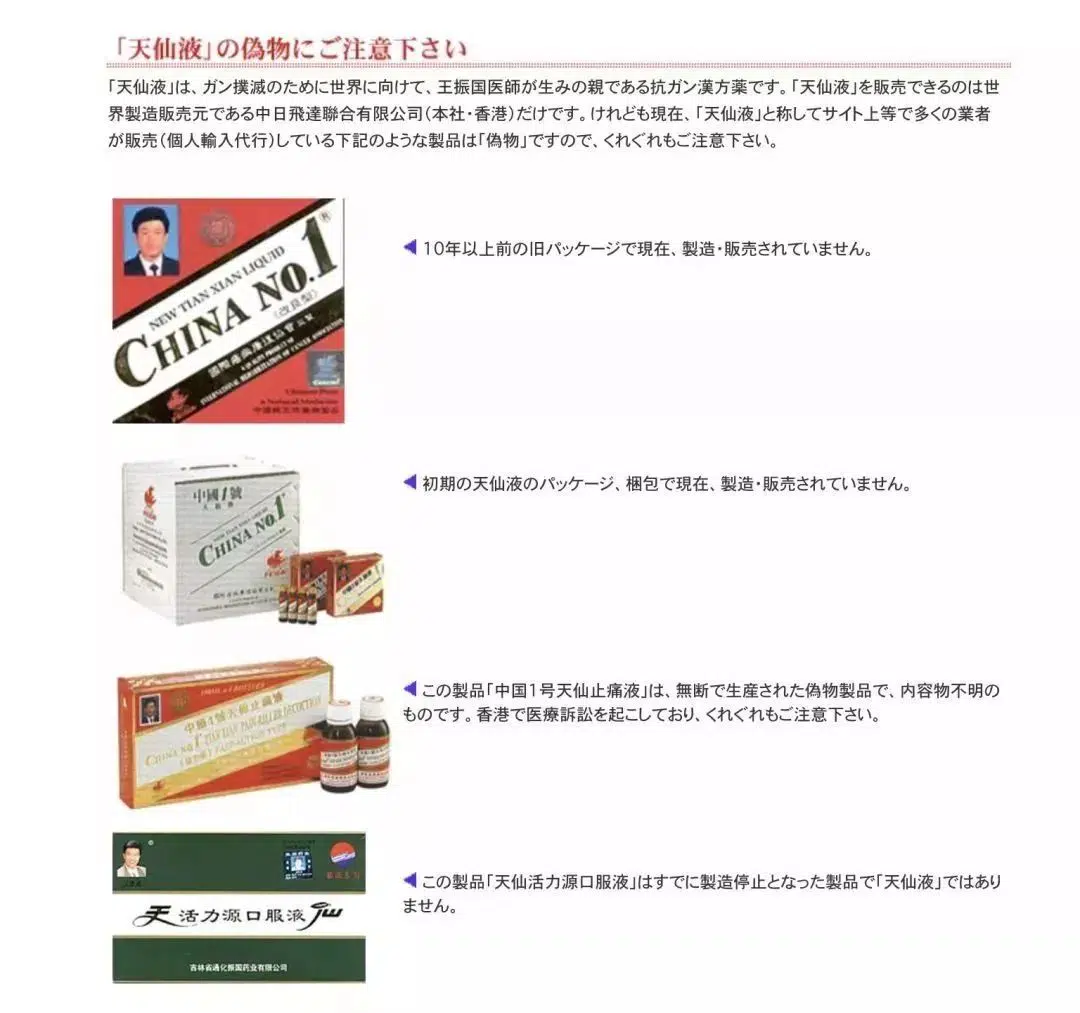 「天仙液」の偽物にご注意下さい
「天仙液」は、ガン撲滅のために世界に向けて、王振国医師が生みの親である抗ガン漢方薬です。「天仙液」を販売できるのは世
界製造販売元である中日飛達聯合有限公司（本社・香港）だけです。けれども現在、「天仙液」と称してサイト上等で多くの業者
が販売（個人輸入代行）している下記のような製品は「偽物」ですので、くれぐれもご注意下さい。
NEW TIAN XIAN LIQUID
CHINA NO.1®
（改良型）
A QUALITY PRODUCT OF
INTERNATIONAL REHABILITATION OF CANCER ASSOCIATION
◀ 10年以上前の旧パッケージで現在、製造・販売されていません。
中國1號
CHINA NO.1
◀ 初期の天仙液のパッケージ、梱包で現在、製造・販売されていません。
中國1號天仙止痛液
CHINA NO.1 TIAN XIAN PAIN-KILLER DECOCTION
◀ この製品「中国1号天仙止痛液」は、無断で生産された偽物製品で、内容物不明の
ものです。香港で医療訴訟を起こしており、くれぐれもご注意下さい。
天活力源口服液
吉林省通化振国药业有限公司
◀ この製品「天仙活力源口服液」はすでに製造停止となった製品で「天仙液」ではあり
ません。